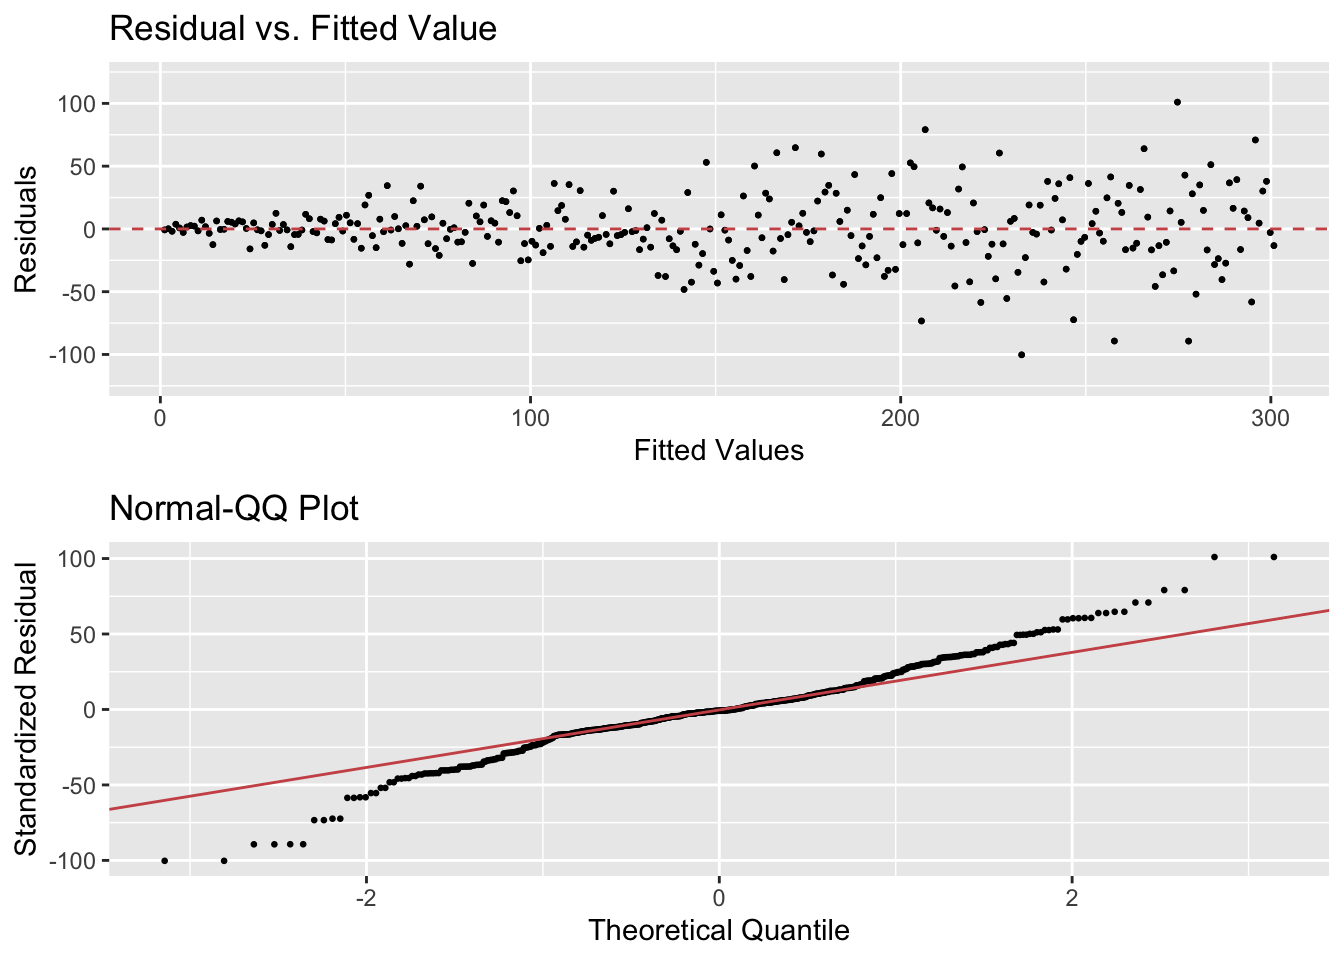 Residual vs. Fitted Value
100
50
0
-50
-100
Residuals
0 100 200 300
Fitted Values
Normal-QQ Plot
100
50
0
-50
-100
Standardized Residual
-2 0 2
Theoretical Quantile